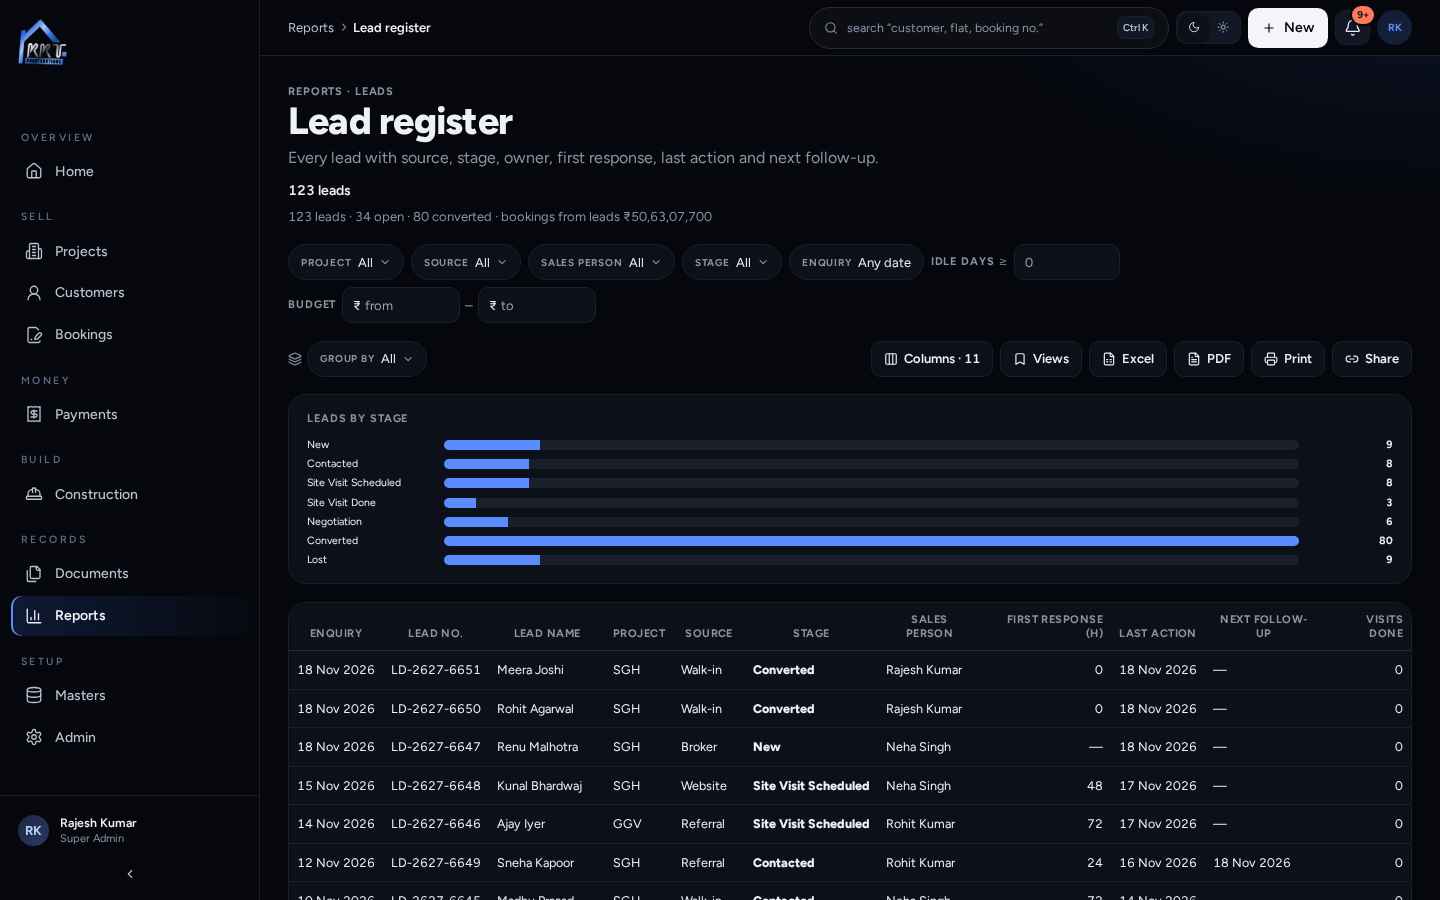 Reports
Lead register
search “customer, flat, booking no.”
Ctrl K
New
9+
RK
OVERVIEW
Home
SELL
Projects
Customers
Bookings
MONEY
Payments
BUILD
Construction
RECORDS
Documents
Reports
SETUP
Masters
Admin
RK
Rajesh Kumar
Super Admin
REPORTS · LEADS
Lead register
Every lead with source, stage, owner, first response, last action and next follow-up.
123 leads
123 leads · 34 open · 80 converted · bookings from leads ₹50,63,07,700
PROJECT All SOURCE All SALES PERSON All STAGE All ENQUIRY Any date IDLE DAYS ≥ 0
BUDGET ₹ from – ₹ to
GROUP BY All
Columns · 11 Views Excel PDF Print Share
LEADS BY STAGE
New 9
Contacted 8
Site Visit Scheduled 8
Site Visit Done 3
Negotiation 6
Converted 80
Lost 9
ENQUIRY LEAD NO. LEAD NAME PROJECT SOURCE STAGE SALES PERSON FIRST RESPONSE (H) LAST ACTION NEXT FOLLOW-UP VISITS DONE
18 Nov 2026 LD-2627-6651 Meera Joshi SGH Walk-in Converted Rajesh Kumar 0 18 Nov 2026 — 0
18 Nov 2026 LD-2627-6650 Rohit Agarwal SGH Walk-in Converted Rajesh Kumar 0 18 Nov 2026 — 0
18 Nov 2026 LD-2627-6647 Renu Malhotra SGH Broker New Neha Singh — 18 Nov 2026 — 0
15 Nov 2026 LD-2627-6648 Kunal Bhardwaj SGH Website Site Visit Scheduled Neha Singh 48 17 Nov 2026 — 0
14 Nov 2026 LD-2627-6646 Ajay Iyer GGV Referral Site Visit Scheduled Rohit Kumar 72 17 Nov 2026 — 0
12 Nov 2026 LD-2627-6649 Sneha Kapoor SGH Referral Contacted Rohit Kumar 24 16 Nov 2026 18 Nov 2026 0